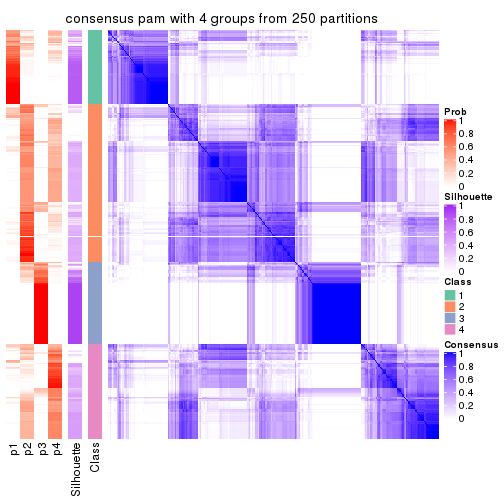 consensus pam with 4 groups from 250 partitions
p1
p2
p3
p4
Silhouette
Class
Prob
1
0.8
0.6
0.4
0.2
0
Silhouette
1
0.8
0.6
0.4
0.2
0
Class
1
2
3
4
Consensus
1
0.8
0.6
0.4
0.2
0